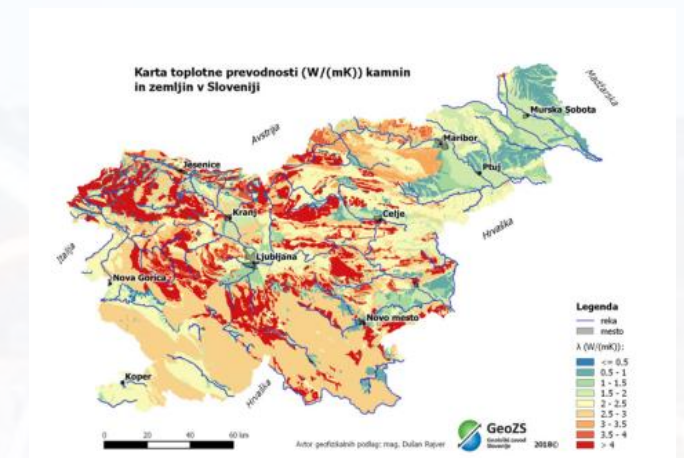 Karta toplotne prevodnosti (W/(mK)) kamnin
in zemljin v Sloveniji
Avstrija
Madžarska
Murska Sobota
Maribor
Ptuj
Jesenice
Kranj
Celje
Hrvaška
Italija
Ljubljana
Nova Gorica
Novo mesto
Koper
Hrvaška
Legenda
reka
mesto
λ (W/(mK)):
<= 0.5
0.5 - 1
1 - 1.5
1.5 - 2
2 - 2.5
2.5 - 3
3 - 3.5
3.5 - 4
> 4
0 20 40 60 km
Avtor geofizikalnih podlag: mag. Dušan Rajver
GeoZS
Geološki zavod
Slovenije
2018©